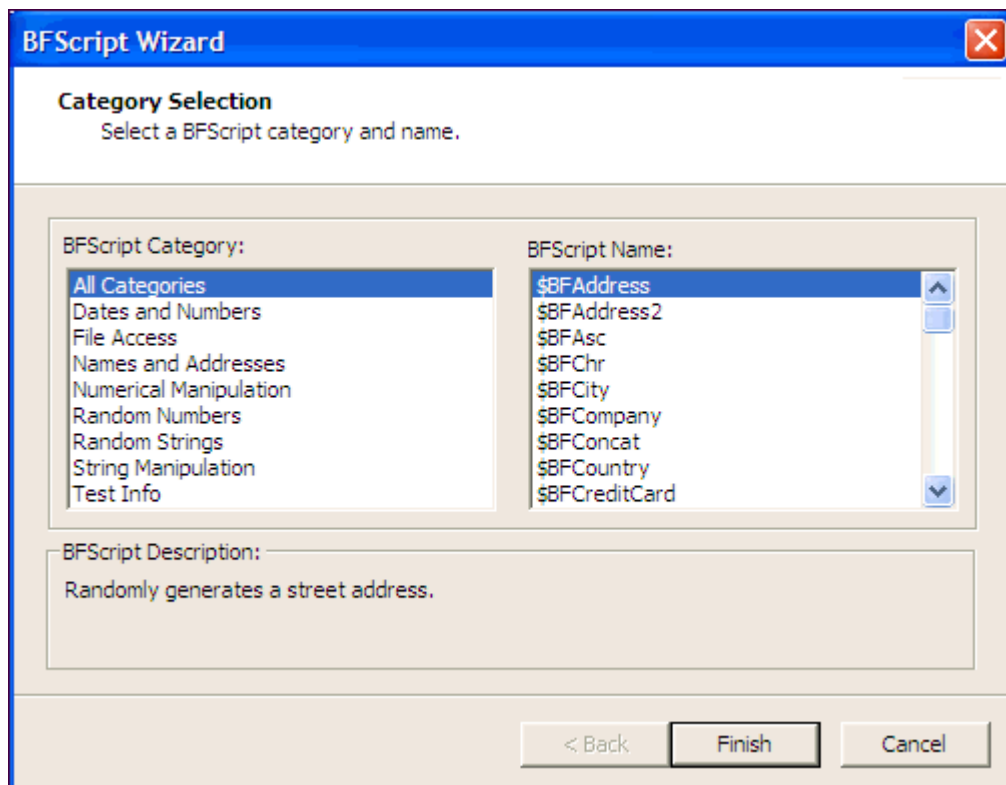 BFScript Wizard
Category Selection
Select a BFScript category and name.
BFScript Category:
All Categories
Dates and Numbers
File Access
Names and Addresses
Numerical Manipulation
Random Numbers
Random Strings
String Manipulation
Test Info
BFScript Name:
$BFAddress
$BFAddress2
$BFAsc
$BFChr
$BFCity
$BFCompany
$BFConcat
$BFCountry
$BFCreditCard
BFScript Description:
Randomly generates a street address.
< Back
Finish
Cancel